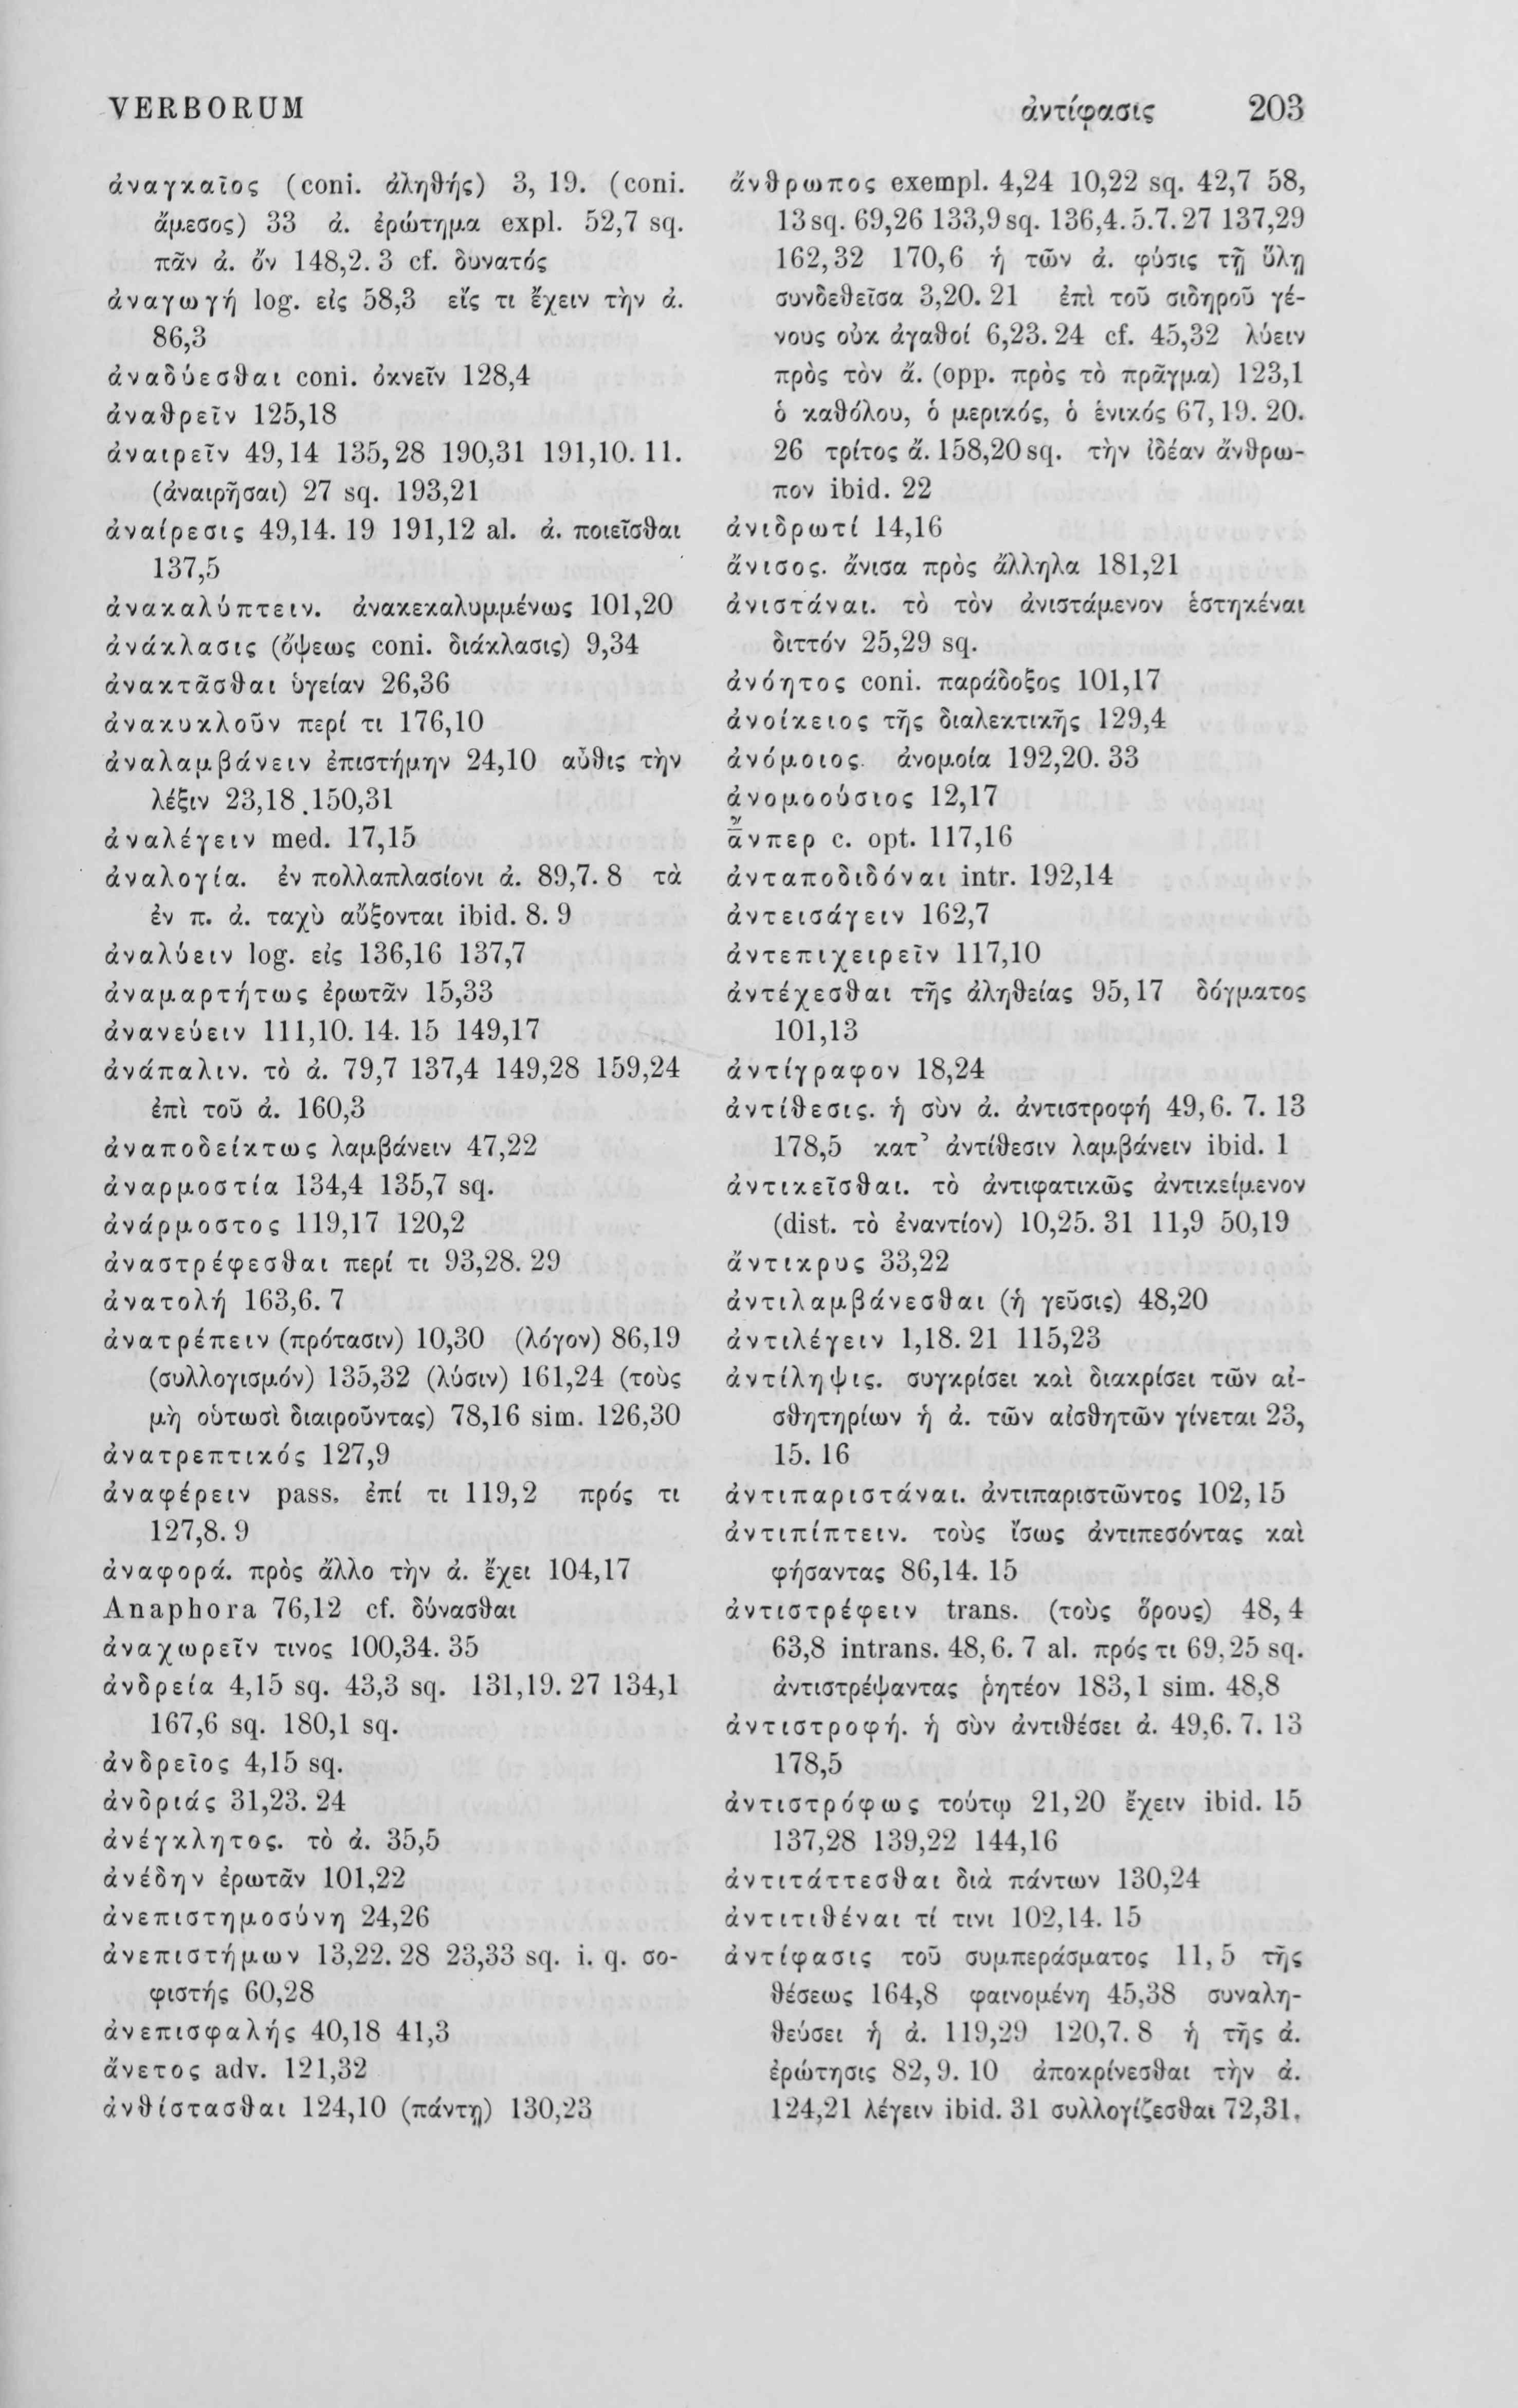 VERBORUM ἀντίφασις 203
ἀναγκαῖος (coni. ἀληθής) 3, 19. (coni.
ἄμεσος) 33 ἀ. ἐρώτημα expl. 52,7 sq.
πᾶν ἀ. ὄν 148,2. 3 cf. δυνατός
ἀναγωγή log. εἰς 58,3 εἴς τι ἔχειν τὴν ἀ.
86,3
ἀναδύεσθαι coni. ὀκνεῖν 128,4
ἀναθρεῖν 125,18
ἀναιρεῖν 49,14 135,28 190,31 191,10. 11.
(ἀναιρῆσαι) 27 sq. 193,21
ἀναίρεσις 49,14. 19 191,12 al. ἀ. ποιεῖσθαι
137,5
ἀνακαλύπτειν. ἀνακεκαλυμμένως 101,20
ἀνάκλασις (ὄψεως coni. διάκλασις) 9,34
ἀνακτᾶσθαι ὑγείαν 26,36
ἀνακυκλοῦν περί τι 176,10
ἀναλαμβάνειν ἐπιστήμην 24,10 αὖθις τὴν
λέξιν 23,18 .150,31
ἀναλέγειν med. 17,15
ἀναλογία. ἐν πολλαπλασίονι ἀ. 89,7. 8 τὰ
ἐν π. ἀ. ταχὺ αὔξονται ibid. 8. 9
ἀναλύειν log. εἰς 136,16 137,7
ἀναμαρτήτως ἐρωτᾶν 15,33
ἀνανεύειν 111,10. 14. 15 149,17
ἀνάπαλιν. τὸ ἀ. 79,7 137,4 149,28 159,24
ἐπὶ τοῦ ἀ. 160,3
ἀναποδείκτως λαμβάνειν 47,22
ἀναρμοστία 134,4 135,7 sq.
ἀνάρμοστος 119,17 120,2
ἀναστρέφεσθαι περί τι 93,28. 29
ἀνατολή 163,6. 7
ἀνατρέπειν (πρότασιν) 10,30 (λόγον) 86,19
(συλλογισμόν) 135,32 (λύσιν) 161,24 (τοὺς
μὴ οὑτωσὶ διαιροῦντας) 78,16 sim. 126,30
ἀνατρεπτικός 127,9
ἀναφέρειν pass. ἐπί τι 119,2 πρός τι
127,8. 9
ἀναφορά. πρὸς ἄλλο τὴν ἀ. ἔχει 104,17
Anaphora 76,12 cf. δύνασθαι
ἀναχωρεῖν τινος 100,34. 35
ἀνδρεία 4,15 sq. 43,3 sq. 131,19. 27 134,1
167,6 sq. 180,1 sq.
ἀνδρεῖος 4,15 sq.
ἀνδριάς 31,23. 24
ἀνέγκλητος. τὸ ἀ. 35,5
ἀνέδην ἐρωτᾶν 101,22
ἀνεπιστημοσύνη 24,26
ἀνεπιστήμων 13,22. 28 23,33 sq. i. q. σο-
φιστής 60,28
ἀνεπισφαλής 40,18 41,3
ἄνετος adv. 121,32
ἀνθίστασθαι 124,10 (πάντῃ) 130,23
ἄνθρωπος exempl. 4,24 10,22 sq. 42,7 58,
13 sq. 69,26 133,9 sq. 136,4. 5. 7. 27 137,29
162,32 170,6 ἡ τῶν ἀ. φύσις τῇ ὕλῃ
συνδεθεῖσα 3,20. 21 ἐπὶ τοῦ σιδηροῦ γέ-
νους οὐκ ἀγαθοί 6,23. 24 cf. 45,32 λύειν
πρὸς τὸν ἄ. (opp. πρὸς τὸ πρᾶγμα) 123,1
ὁ καθόλου, ὁ μερικός, ὁ ἑνικός 67,19. 20.
26 τρίτος ἄ. 158,20 sq. τὴν ἰδέαν ἄνθρω-
πον ibid. 22
ἀνιδρωτί 14,16
ἄνισος. ἄνισα πρὸς ἄλληλα 181,21
ἀνιστάναι. τὸ τὸν ἀνιστάμενον ἑστηκέναι
διττόν 25,29 sq.
ἀνόητος coni. παράδοξος 101,17
ἀνοίκειος τῆς διαλεκτικῆς 129,4
ἀνόμοιος. ἀνομοία 192,20. 33
ἀνομοούσιος 12,17
ἄνπερ c. opt. 117,16
ἀνταποδιδόναι intr. 192,14
ἀντεισάγειν 162,7
ἀντεπιχειρεῖν 117,10
ἀντέχεσθαι τῆς ἀληθείας 95,17 δόγματος
101,13
ἀντίγραφον 18,24
ἀντίθεσις. ἡ σὺν ἀ. ἀντιστροφή 49,6. 7. 13
178,5 κατ’ ἀντίθεσιν λαμβάνειν ibid. 1
ἀντικεῖσθαι. τὸ ἀντιφατικῶς ἀντικείμενον
(dist. τὸ ἐναντίον) 10,25. 31 11,9 50,19
ἄντικρυς 33,22
ἀντιλαμβάνεσθαι (ἡ γεῦσις) 48,20
ἀντιλέγειν 1,18. 21 115,23
ἀντίληψις. συγκρίσει καὶ διακρίσει τῶν αἰ-
σθητηρίων ἡ ἀ. τῶν αἰσθητῶν γίνεται 23,
15. 16
ἀντιπαριστάναι. ἀντιπαριστῶντος 102,15
ἀντιπίπτειν. τοὺς ἴσως ἀντιπεσόντας καὶ
φήσαντας 86,14. 15
ἀντιστρέφειν trans. (τοὺς ὅρους) 48,4
63,8 intrans. 48,6. 7 al. πρός τι 69,25 sq.
ἀντιστρέψαντας ῥητέον 183,1 sim. 48,8
ἀντιστροφή. ἡ σὺν ἀντιθέσει ἀ. 49,6. 7. 13
178,5
ἀντιστρόφως τούτῳ 21,20 ἔχειν ibid. 15
137,28 139,22 144,16
ἀντιτάττεσθαι διὰ πάντων 130,24
ἀντιτιθέναι τί τινι 102,14. 15
ἀντίφασις τοῦ συμπεράσματος 11,5 τῆς
θέσεως 164,8 φαινομένη 45,38 συναλη-
θεύσει ἡ ἀ. 119,29 120,7. 8 ἡ τῆς ἀ.
ἐρώτησις 82,9. 10 ἀποκρίνεσθαι τὴν ἀ.
124,21 λέγειν ibid. 31 συλλογίζεσθαι 72,31.